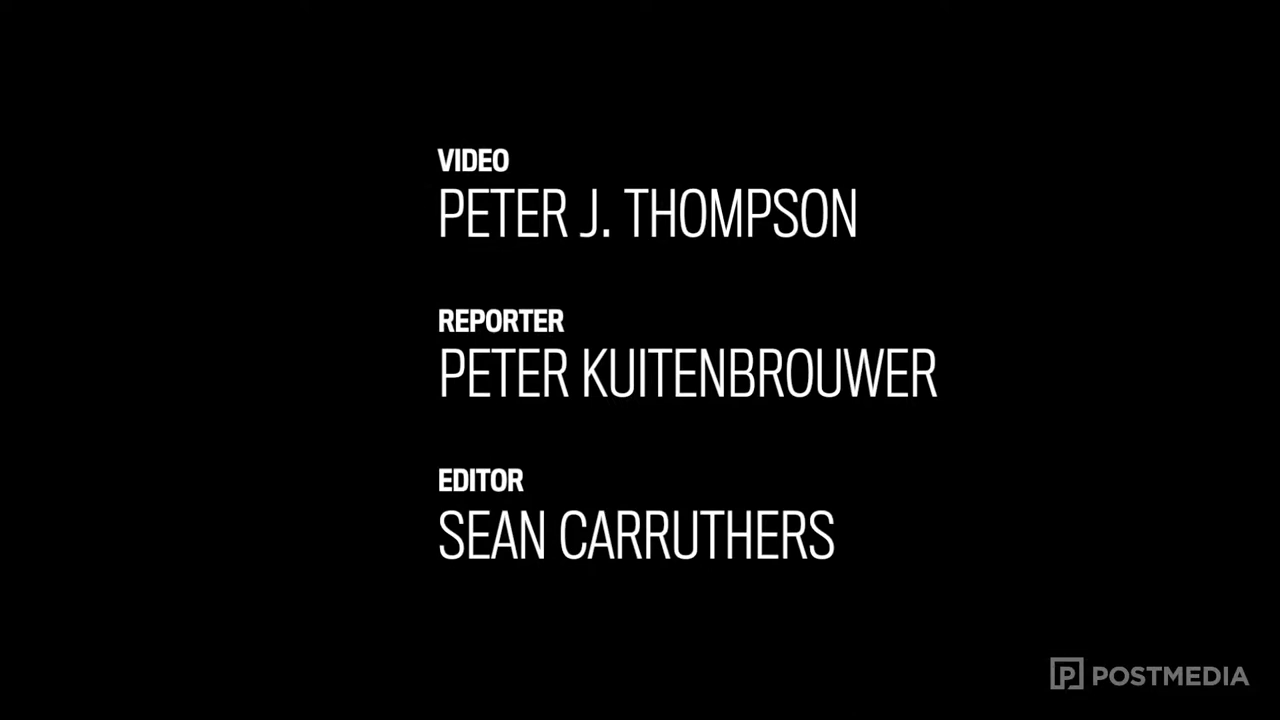 VIDEO
PETER J. THOMPSON
REPORTER
PETER KUITENBROUWER
EDITOR
SEAN CARRUTHERS
P POSTMEDIA